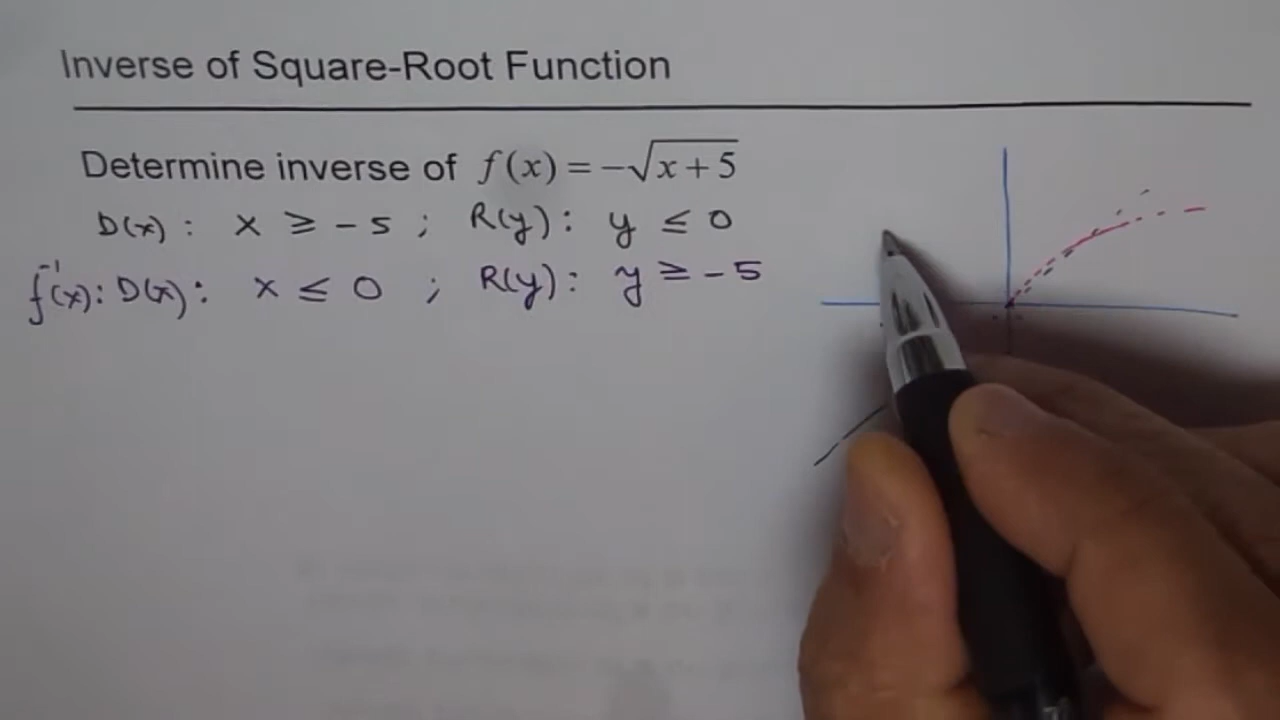 Inverse of Square-Root Function
Determine inverse of f(x) = −√(x + 5)
D(x) : x ≥ − 5 ; R(y) : y ≤ 0
f⁻¹(x) : D(x) : x ≤ 0 ; R(y) : y ≥ − 5